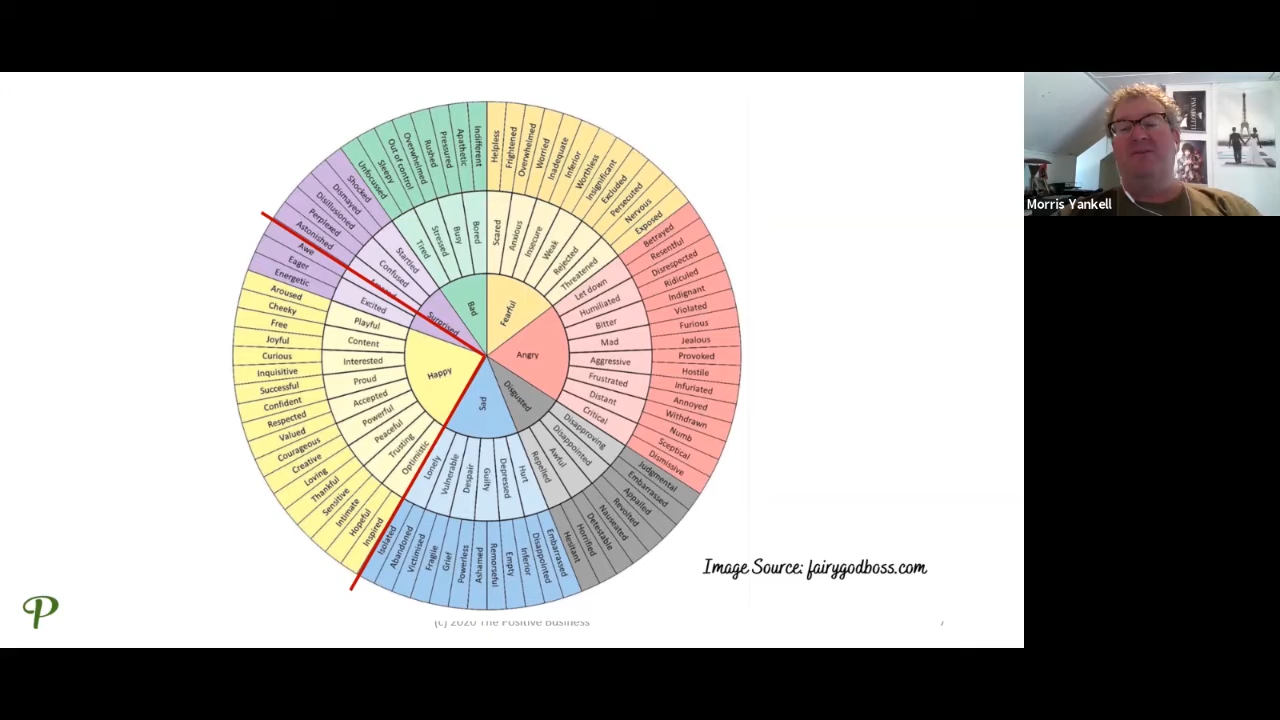 Helpless
Frightened
Overwhelmed
Worried
Inadequate
Inferior
Worthless
Insignificant
Excluded
Persecuted
Nervous
Exposed
Betrayed
Resentful
Disrespected
Ridiculed
Indignant
Violated
Furious
Jealous
Provoked
Hostile
Infuriated
Annoyed
Withdrawn
Numb
Sceptical
Dismissive
Judgmental
Embarrassed
Appalled
Revolted
Nauseated
Detestable
Horrified
Hesitant
Embarrassed
Disappointed
Inferior
Empty
Remorseful
Ashamed
Powerless
Grief
Fragile
Victimised
Abandoned
Isolated
Inspired
Hopeful
Intimate
Sensitive
Thankful
Loving
Creative
Courageous
Valued
Respected
Confident
Successful
Inquisitive
Curious
Joyful
Free
Cheeky
Aroused
Energetic
Eager
Awe
Astonished
Perplexed
Disillusioned
Dismayed
Shocked
Unfocussed
Sleepy
Out of control
Overwhelmed
Rushed
Pressured
Apathetic
Indifferent
Scared
Anxious
Insecure
Weak
Rejected
Threatened
Let down
Humiliated
Bitter
Mad
Aggressive
Frustrated
Distant
Critical
Disapproving
Disappointed
Awful
Repelled
Hurt
Depressed
Guilty
Despair
Vulnerable
Lonely
Optimistic
Trusting
Peaceful
Powerful
Accepted
Proud
Interested
Content
Playful
Excited
Confused
Startled
Tired
Stressed
Busy
Bored
Fearful
Angry
Disgusted
Sad
Happy
Surprised
Bad
Image Source: fairygodboss.com
P
(c) 2020 The Positive Business
7
PAVAROTTI
Morris Yankell